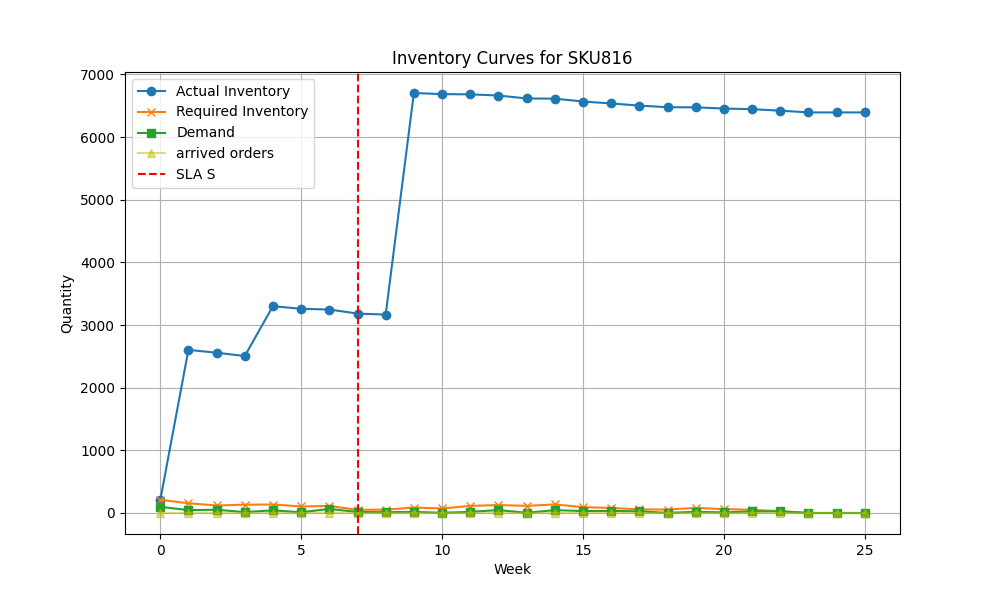 Inventory Curves for SKU816
7000
6000
5000
4000
3000
2000
1000
0
Quantity
Actual Inventory
Required Inventory
Demand
arrived orders
SLA S
0 5 10 15 20 25
Week